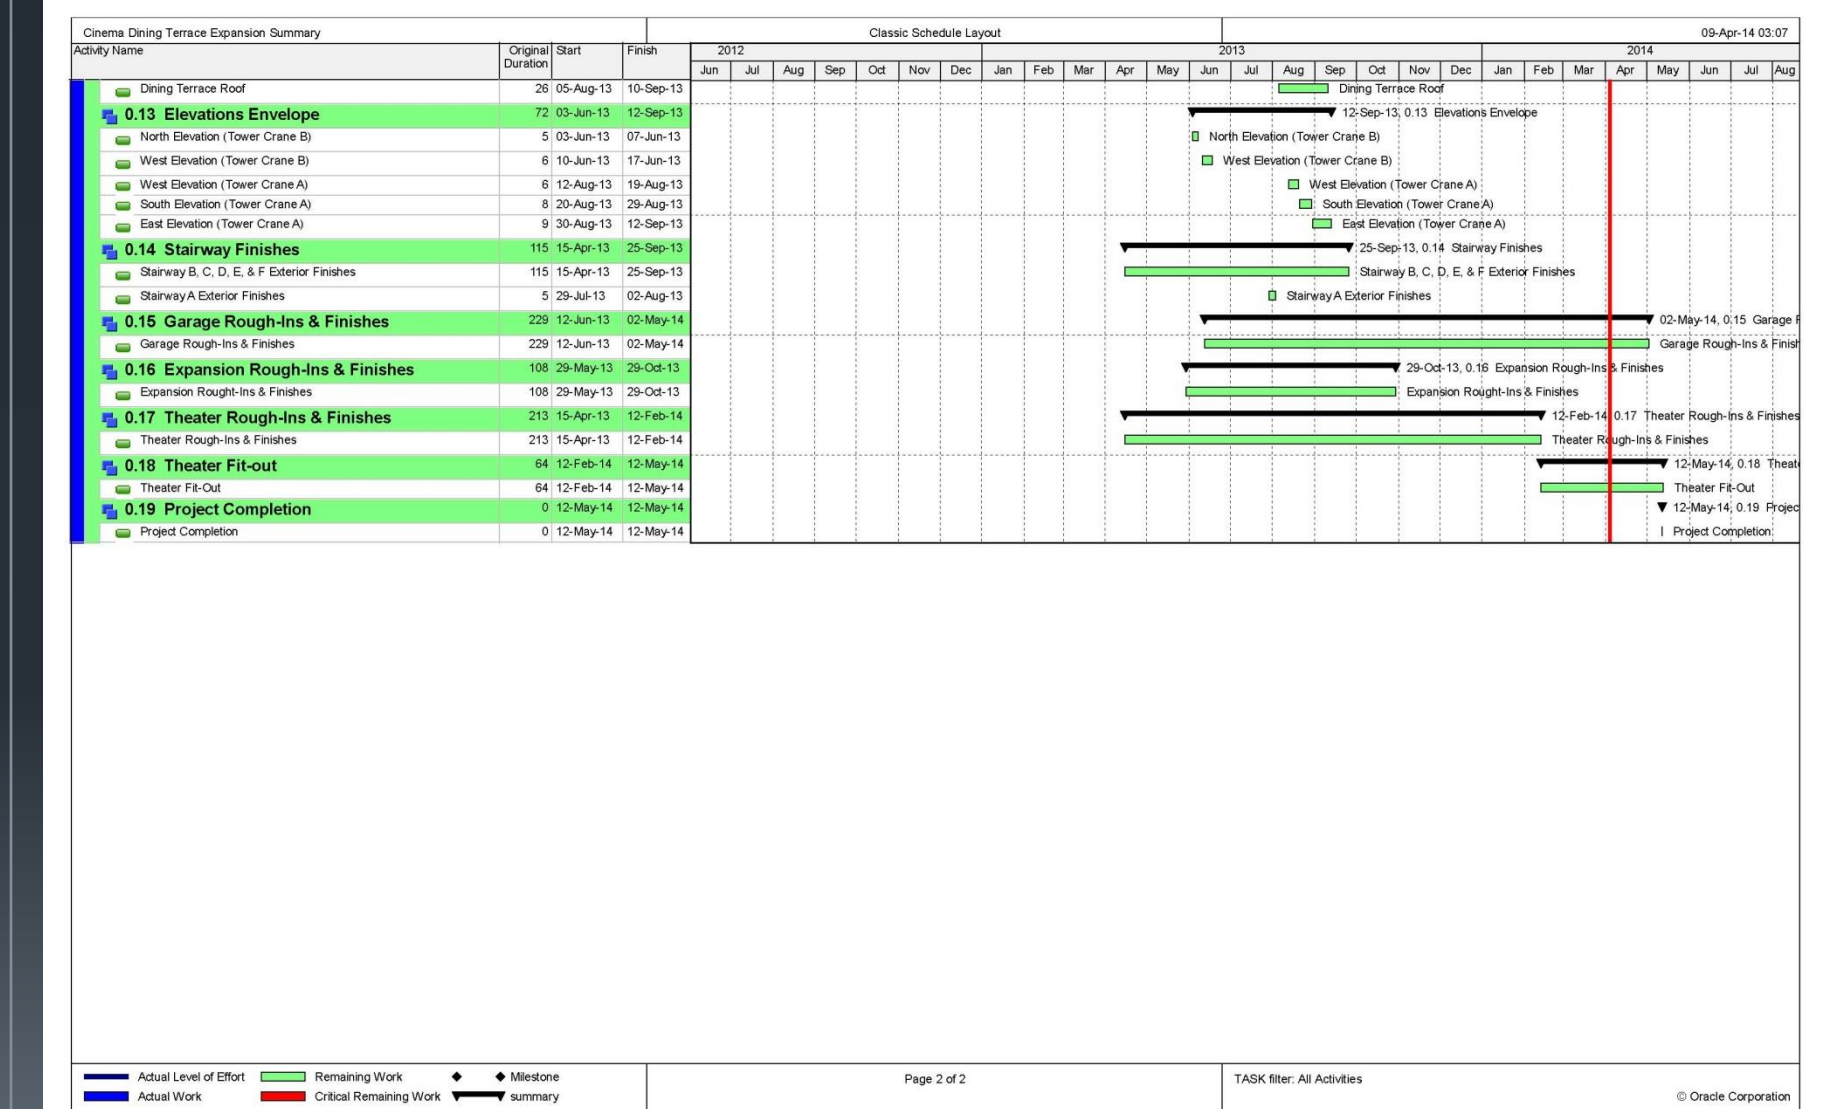 Cinema Dining Terrace Expansion Summary Classic Schedule Layout 09-Apr-14 03:07
Activity Name Original Duration Start Finish 2012 2013 2014
Jun Jul Aug Sep Oct Nov Dec Jan Feb Mar Apr May Jun Jul Aug Sep Oct Nov Dec Jan Feb Mar Apr May Jun Jul Aug
Dining Terrace Roof 26 05-Aug-13 10-Sep-13 Dining Terrace Roof
0.13 Elevations Envelope 72 03-Jun-13 12-Sep-13 12-Sep-13, 0.13 Elevations Envelope
North Elevation (Tower Crane B) 5 03-Jun-13 07-Jun-13 North Elevation (Tower Crane B)
West Elevation (Tower Crane B) 6 10-Jun-13 17-Jun-13 West Elevation (Tower Crane B)
West Elevation (Tower Crane A) 6 12-Aug-13 19-Aug-13 West Elevation (Tower Crane A)
South Elevation (Tower Crane A) 8 20-Aug-13 29-Aug-13 South Elevation (Tower Crane A)
East Elevation (Tower Crane A) 9 30-Aug-13 12-Sep-13 East Elevation (Tower Crane A)
0.14 Stairway Finishes 115 15-Apr-13 25-Sep-13 25-Sep-13, 0.14 Stairway Finishes
Stairway B, C, D, E, & F Exterior Finishes 115 15-Apr-13 25-Sep-13 Stairway B, C, D, E, & F Exterior Finishes
Stairway A Exterior Finishes 5 29-Jul-13 02-Aug-13 Stairway A Exterior Finishes
0.15 Garage Rough-Ins & Finishes 229 12-Jun-13 02-May-14 02-May-14, 0.15 Garage
Garage Rough-Ins & Finishes 229 12-Jun-13 02-May-14 Garage Rough-Ins & Finish
0.16 Expansion Rough-Ins & Finishes 108 29-May-13 29-Oct-13 29-Oct-13, 0.16 Expansion Rough-Ins & Finishes
Expansion Rought-Ins & Finishes 108 29-May-13 29-Oct-13 Expansion Rought-Ins & Finishes
0.17 Theater Rough-Ins & Finishes 213 15-Apr-13 12-Feb-14 12-Feb-14, 0.17 Theater Rough-Ins & Finishes
Theater Rough-Ins & Finishes 213 15-Apr-13 12-Feb-14 Theater Rough-Ins & Finishes
0.18 Theater Fit-out 64 12-Feb-14 12-May-14 12-May-14, 0.18 Theat
Theater Fit-Out 64 12-Feb-14 12-May-14 Theater Fit-Out
0.19 Project Completion 0 12-May-14 12-May-14 12-May-14, 0.19 Projec
Project Completion 0 12-May-14 12-May-14 Project Completion
Actual Level of Effort Remaining Work Milestone Page 2 of 2 TASK filter: All Activities
Actual Work Critical Remaining Work summary © Oracle Corporation